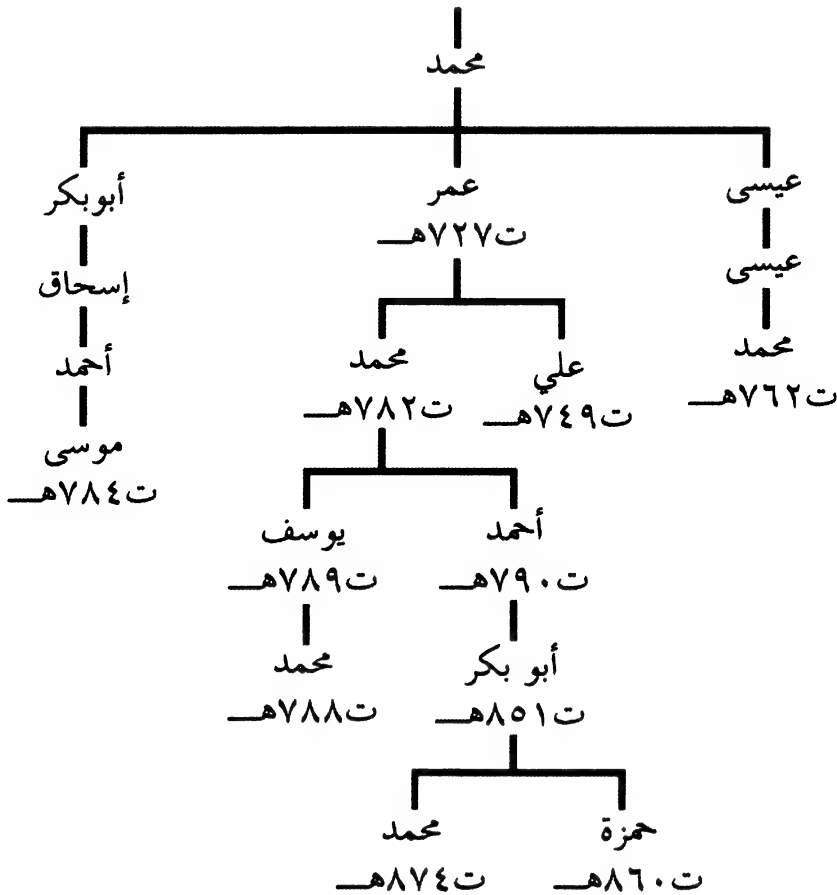 محمد
عيسى عمر أبوبكر
ت٧٢٧هـ
عيسى إسحاق
محمد علي محمد أحمد
ت٧٦٢هـ ت٧٤٩هـ ت٧٨٢هـ
موسى
ت٧٨٤هـ
أحمد يوسف
ت٧٩٠هـ ت٧٨٩هـ
أبو بكر محمد
ت٨٥١هـ ت٧٨٨هـ
حمزة محمد
ت٨٦٠هـ ت٨٧٤هـ